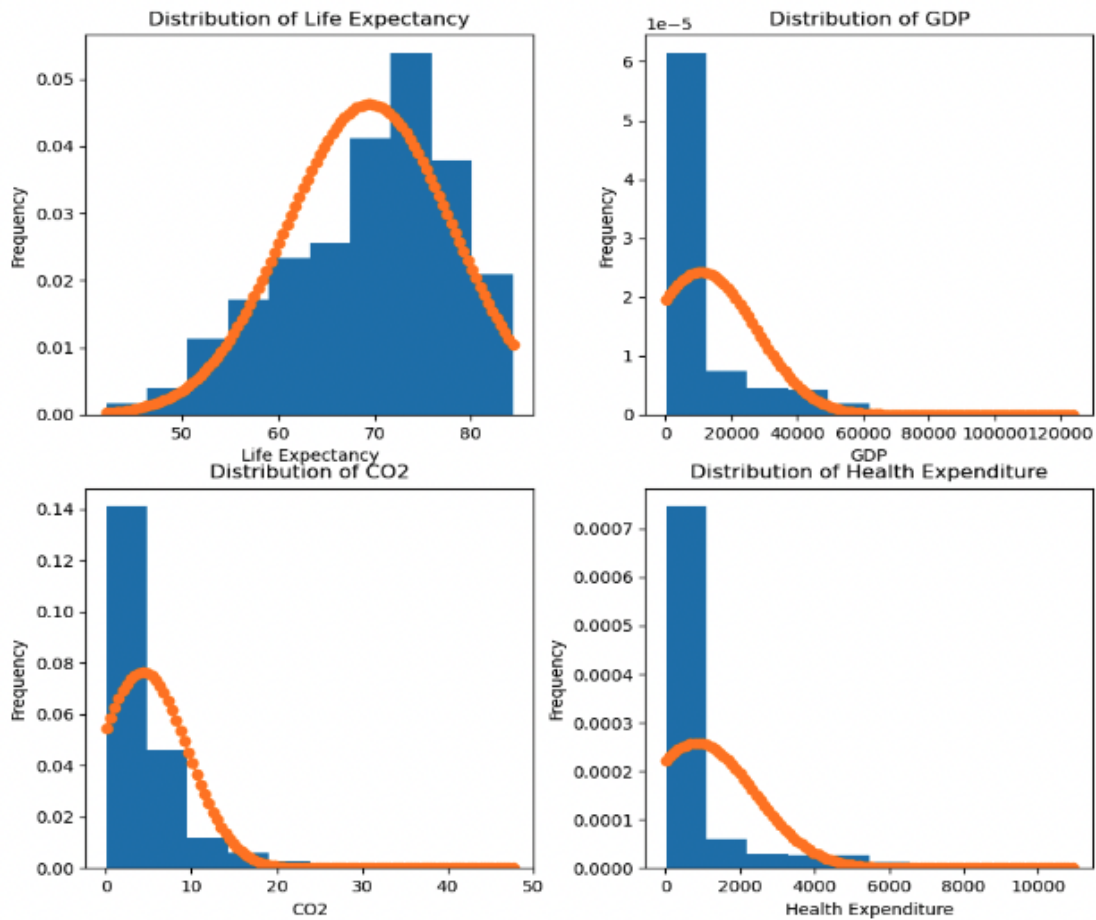 Distribution of Life Expectancy
Frequency
0.05
0.04
0.03
0.02
0.01
0.00
50 60 70 80
Life Expectancy
Distribution of GDP
1e−5
Frequency
6
5
4
3
2
1
0
0 20000 40000 60000 80000 100000120000
GDP
Distribution of CO2
Frequency
0.14
0.12
0.10
0.08
0.06
0.04
0.02
0.00
0 10 20 30 40 50
CO2
Distribution of Health Expenditure
Frequency
0.0007
0.0006
0.0005
0.0004
0.0003
0.0002
0.0001
0.0000
0 2000 4000 6000 8000 10000
Health Expenditure